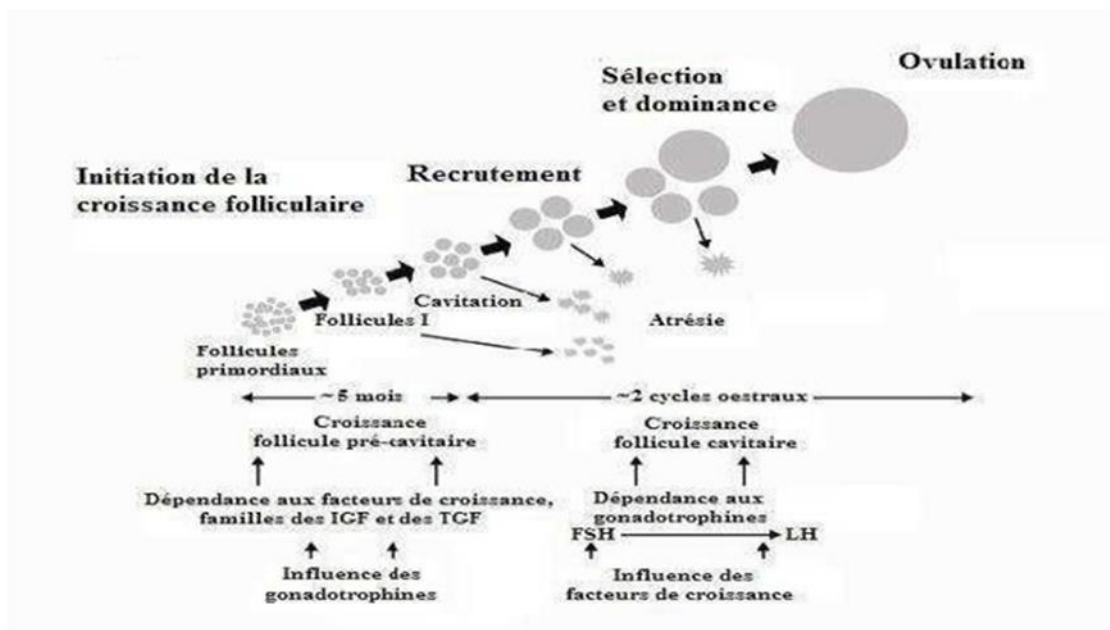 Ovulation
Sélection
et dominance
Recrutement
Initiation de la
croissance folliculaire
Cavitation
Follicules I
Atrésie
Follicules
primordiaux
~5 mois
~2 cycles oestraux
Croissance
follicule pré-cavitaire
Croissance
follicule cavitaire
Dépendance aux facteurs de croissance,
familles des IGF et des TGF
Dépendance aux
gonadotrophines
FSH
LH
Influence des
gonadotrophines
Influence des
facteurs de croissance